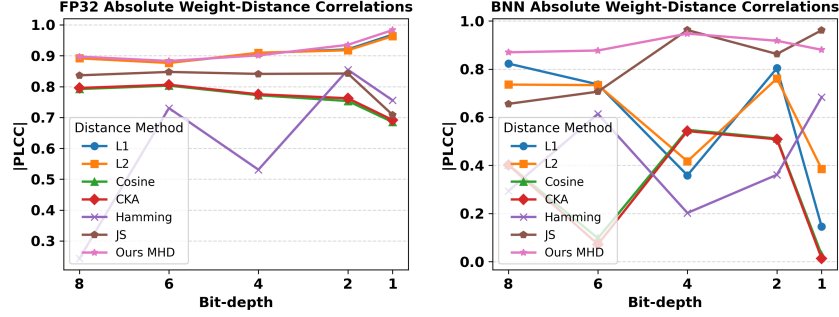 FP32 Absolute Weight-Distance Correlations
|PLCC|
1.0
0.9
0.8
0.7
0.6
0.5
0.4
0.3
Distance Method
L1
L2
Cosine
CKA
Hamming
JS
Ours MHD
8 6 4 2 1
Bit-depth
BNN Absolute Weight-Distance Correlations
|PLCC|
1.0
0.8
0.6
0.4
0.2
0.0
Distance Method
L1
L2
Cosine
CKA
Hamming
JS
Ours MHD
8 6 4 2 1
Bit-depth